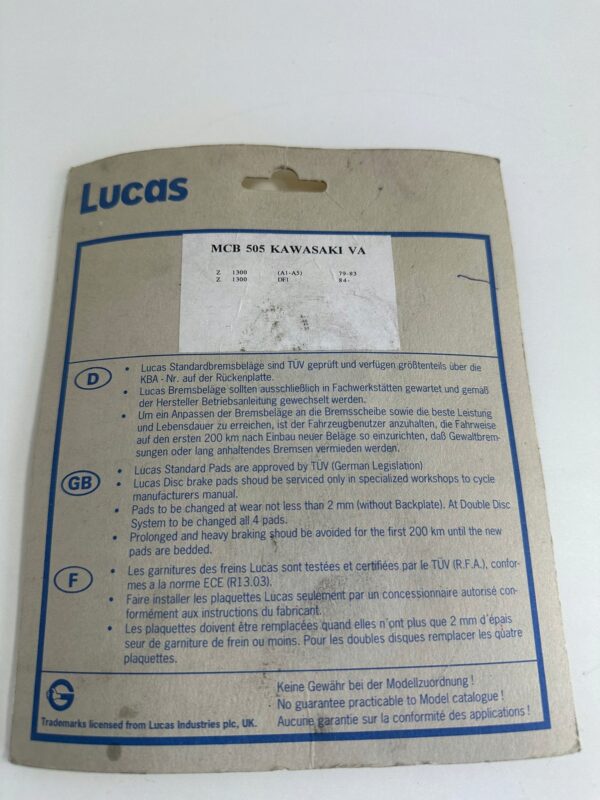 Lucas
MCB 505 KAWASAKI VA
Z 1300 (A1-A5) 79-83
Z 1300 DF1 84-
D
• Lucas Standardbremsbeläge sind TÜV geprüft und verfügen größtenteils über die
KBA - Nr. auf der Rückenplatte.
• Lucas Bremsbeläge sollten ausschließlich in Fachwerkstätten gewartet und gemäß
der Hersteller Betriebsanleitung gewechselt werden.
• Um ein Anpassen der Bremsbeläge an die Bremsscheibe sowie die beste Leistung
und Lebensdauer zu erreichen, ist der Fahrzeugbenutzer anzuhalten, die Fahrweise
auf den ersten 200 km nach Einbau neuer Beläge so einzurichten, daß Gewaltbrem-
sungen oder lang anhaltendes Bremsen vermieden werden.
GB
• Lucas Standard Pads are approved by TÜV (German Legislation)
• Lucas Disc brake pads shoud be serviced only in specialized workshops to cycle
manufacturers manual.
• Pads to be changed at wear not less than 2 mm (without Backplate). At Double Disc
System to be changed all 4 pads.
• Prolonged and heavy braking shoud be avoided for the first 200 km until the new
pads are bedded.
F
• Les garnitures des freins Lucas sont testées et certifiées par le TÜV (R.F.A.), confor-
mes a la norme ECE (R13.03).
• Faire installer les plaquettes Lucas seulement par un concessionnaire autorisé con-
formément aux instructions du fabricant.
• Les plaquettes doivent être remplacées quand elles n´ont plus que 2 mm d´épais
seur de garniture de frein ou moins. Pour les doubles disques remplacer les quatre
plaquettes.
Trademarks licensed from Lucas Industries plc, UK.
Keine Gewähr bei der Modellzuordnung !
No guarantee practicable to Model catalogue !
Aucune garantie sur la conformité des applications !